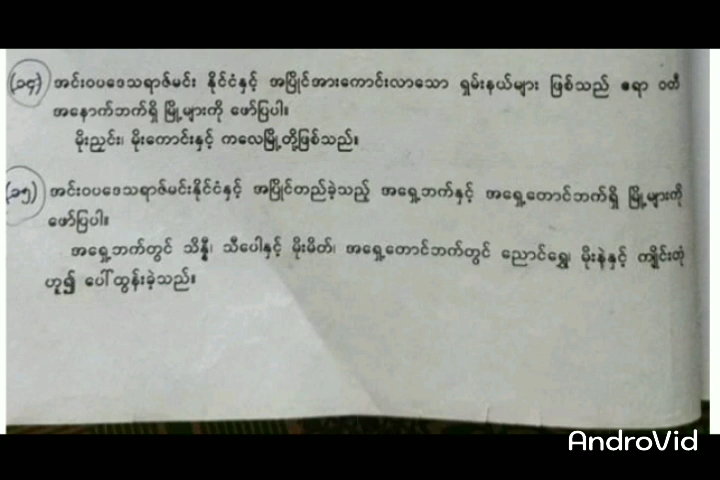 (၁၄) အင်းဝပဒေသရာဇ်မင်း နိုင်ငံနှင့် အပြိုင်အားကောင်းလာသော ရှမ်းနယ်များ ဖြစ်သည် ဧရာ ဝတီ
အနောက်ဘက်ရှိ မြို့များကို ဖော်ပြပါ။
မိုးညှင်း၊ မိုးကောင်းနှင့် ကလေးမြို့တို့ဖြစ်သည်။
(၁၅) အင်းဝပဒေသရာဇ်မင်းနိုင်ငံနှင့် အပြိုင်တည်ခဲ့သည့် အရှေ့ဘက်နှင့် အရှေ့တောင်ဘက်ရှိ မြို့များကို
ဖော်ပြပါ။
အရှေ့ဘက်တွင် သိန္နီ၊ သီပေါနှင့် မိုးမိတ်၊ အရှေ့တောင်ဘက်တွင် ညောင်ရွှေ၊ မိုးနဲနှင့် ကျိုင်းတုံ
ဟူ၍ ပေါ်ထွန်းခဲ့သည်။
AndroVid